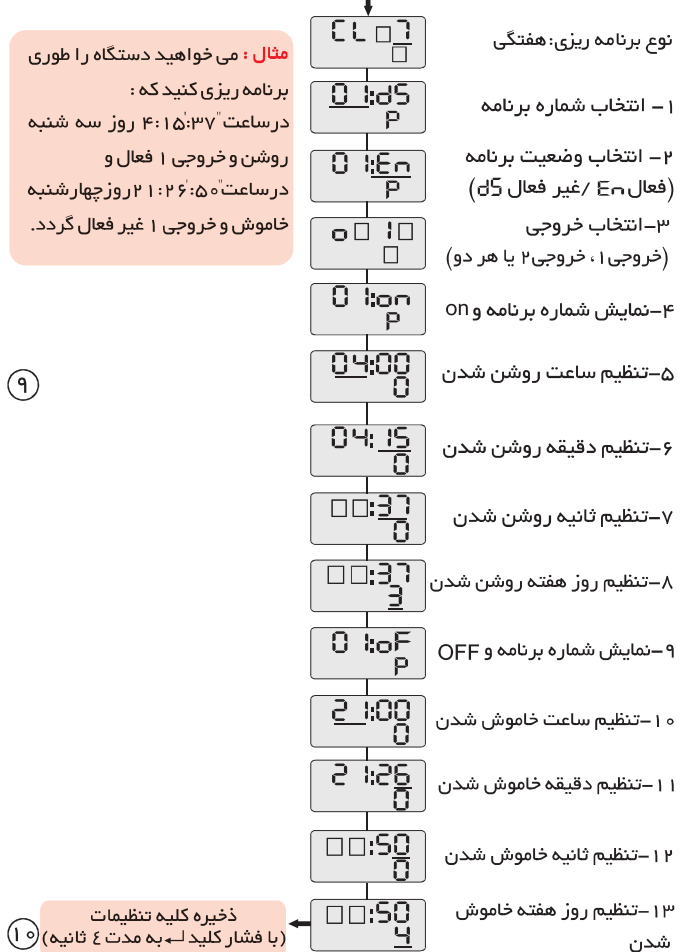 نوع برنامه ریزی: هفتگی
CL □7
□
۱- انتخاب شماره برنامه
01:dS
P
۲- انتخاب وضعیت برنامه
(فعال En /غیر فعال dS)
01:En
P
۳-انتخاب خروجی
(خروجی۱، خروجی۲ یا هر دو)
o□ 1□
□
۴-نمایش شماره برنامه و on
01:on
P
۵-تنظیم ساعت روشن شدن
04:00
0
۶-تنظیم دقیقه روشن شدن
04:15
0
۷-تنظیم ثانیه روشن شدن
□□:37
0
۸-تنظیم روز هفته روشن شدن
□□:37
3
۹-نمایش شماره برنامه و OFF
01:oF
P
۱۰-تنظیم ساعت خاموش شدن
21:00
0
۱۱-تنظیم دقیقه خاموش شدن
21:26
0
۱۲-تنظیم ثانیه خاموش شدن
□□:50
0
۱۳-تنظیم روز هفته خاموش
شدن
□□:50
4
مثال : می خواهید دستگاه را طوری
برنامه ریزی کنید که :
درساعت ۴:۱۵':۳۷" روز سه شنبه
روشن و خروجی ۱ فعال و
درساعت ۲۱:۲۶':۵۰" روزچهارشنبه
خاموش و خروجی ۱ غیر فعال گردد.
۹
ذخیره کلیه تنظیمات
(با فشار کلید ↵ به مدت ٤ ثانیه)
۱۰